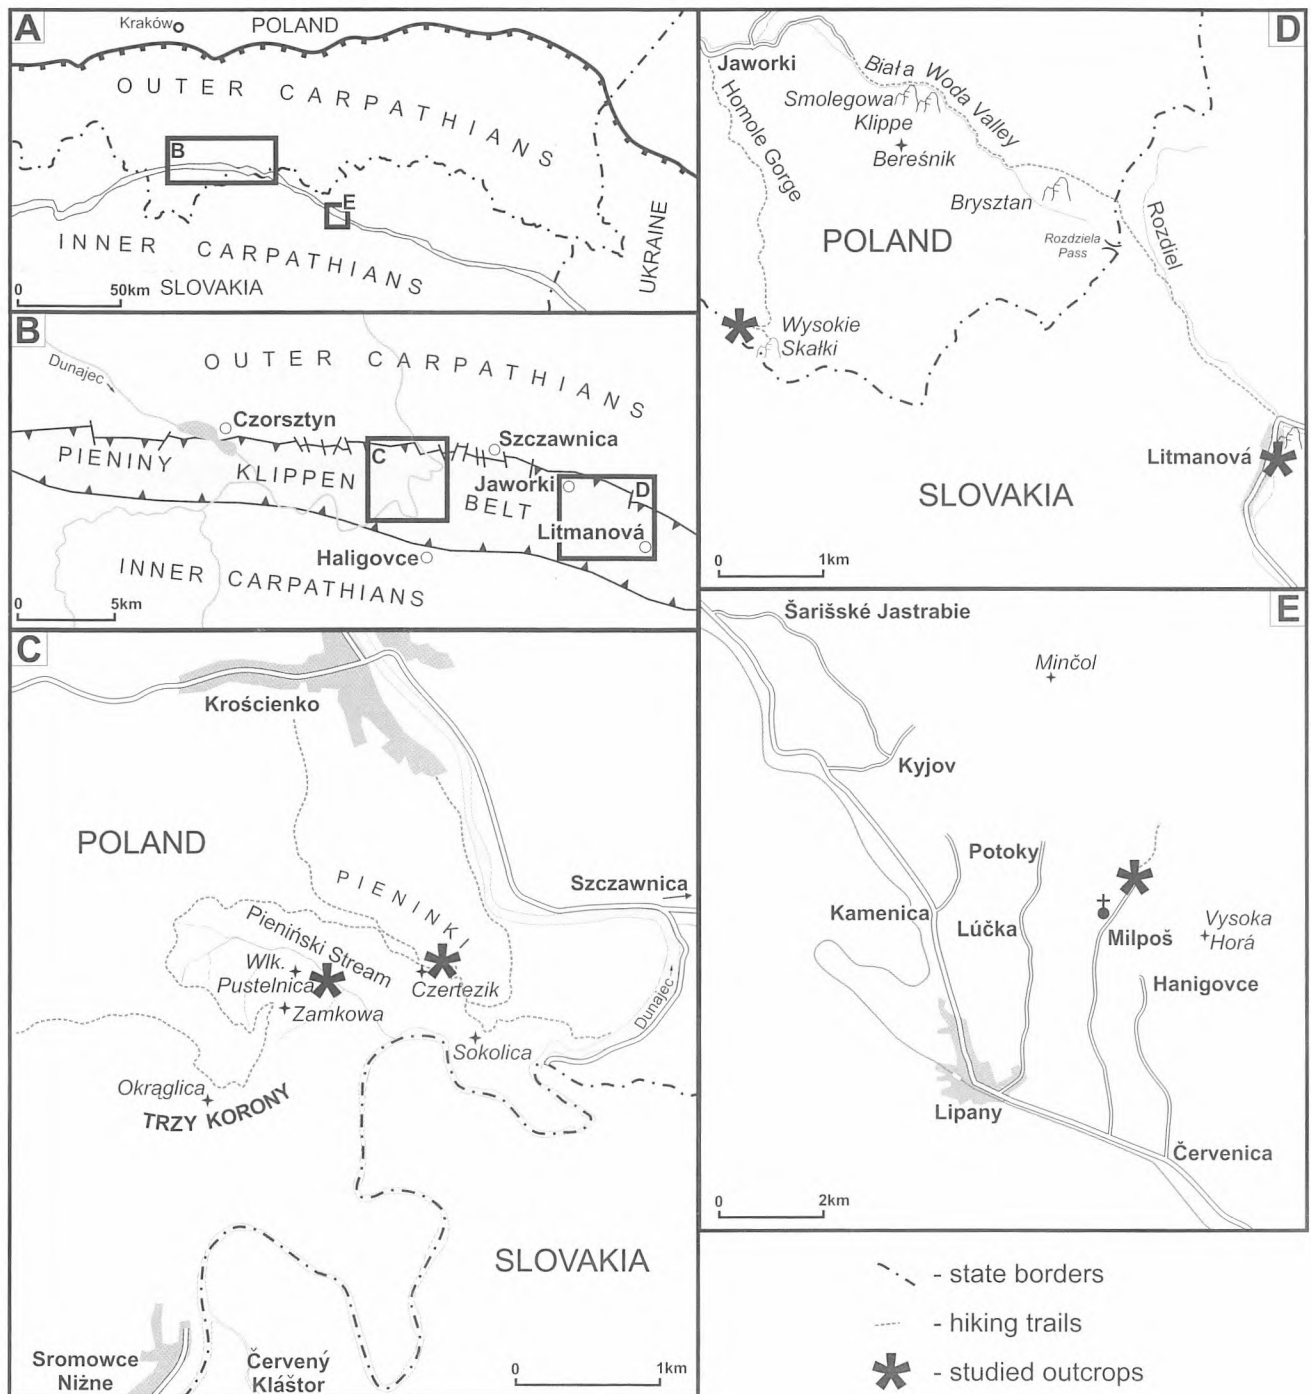 A
Kraków
POLAND
OUTER CARPATHIANS
B
E
INNER CARPATHIANS
UKRAINE
0 50km
SLOVAKIA
B
Dunajec
OUTER CARPATHIANS
Czorsztyn
Szczawnica
PIENINY
KLIPPEN
C
Jaworki
BELT
D
Litmanová
Haligovce
INNER CARPATHIANS
0 5km
C
Krościenko
POLAND
PIENINKI
Szczawnica
Pieniński Stream
Wlk.
Pustelnica
Czertezik
Zamkowa
Dunajec
Sokolica
Okrąglica
TRZY KORONY
SLOVAKIA
Sromowce
Niżne
Červený
Kláštor
0 1km
D
Jaworki
Biała Woda Valley
Homole Gorge
Smolegowa
Klippe
Bereśnik
Brysztan
Rozdziela
Pass
Rozdiel
POLAND
Wysokie
Skałki
Litmanová
SLOVAKIA
0 1km
E
Šarišské Jastrabie
Minčol
Kyjov
Potoky
Kamenica
Lúčka
Milpoš
Vysoka
Horá
Hanigovce
Lipany
Červenica
0 2km
- state borders
- hiking trails
- studied outcrops